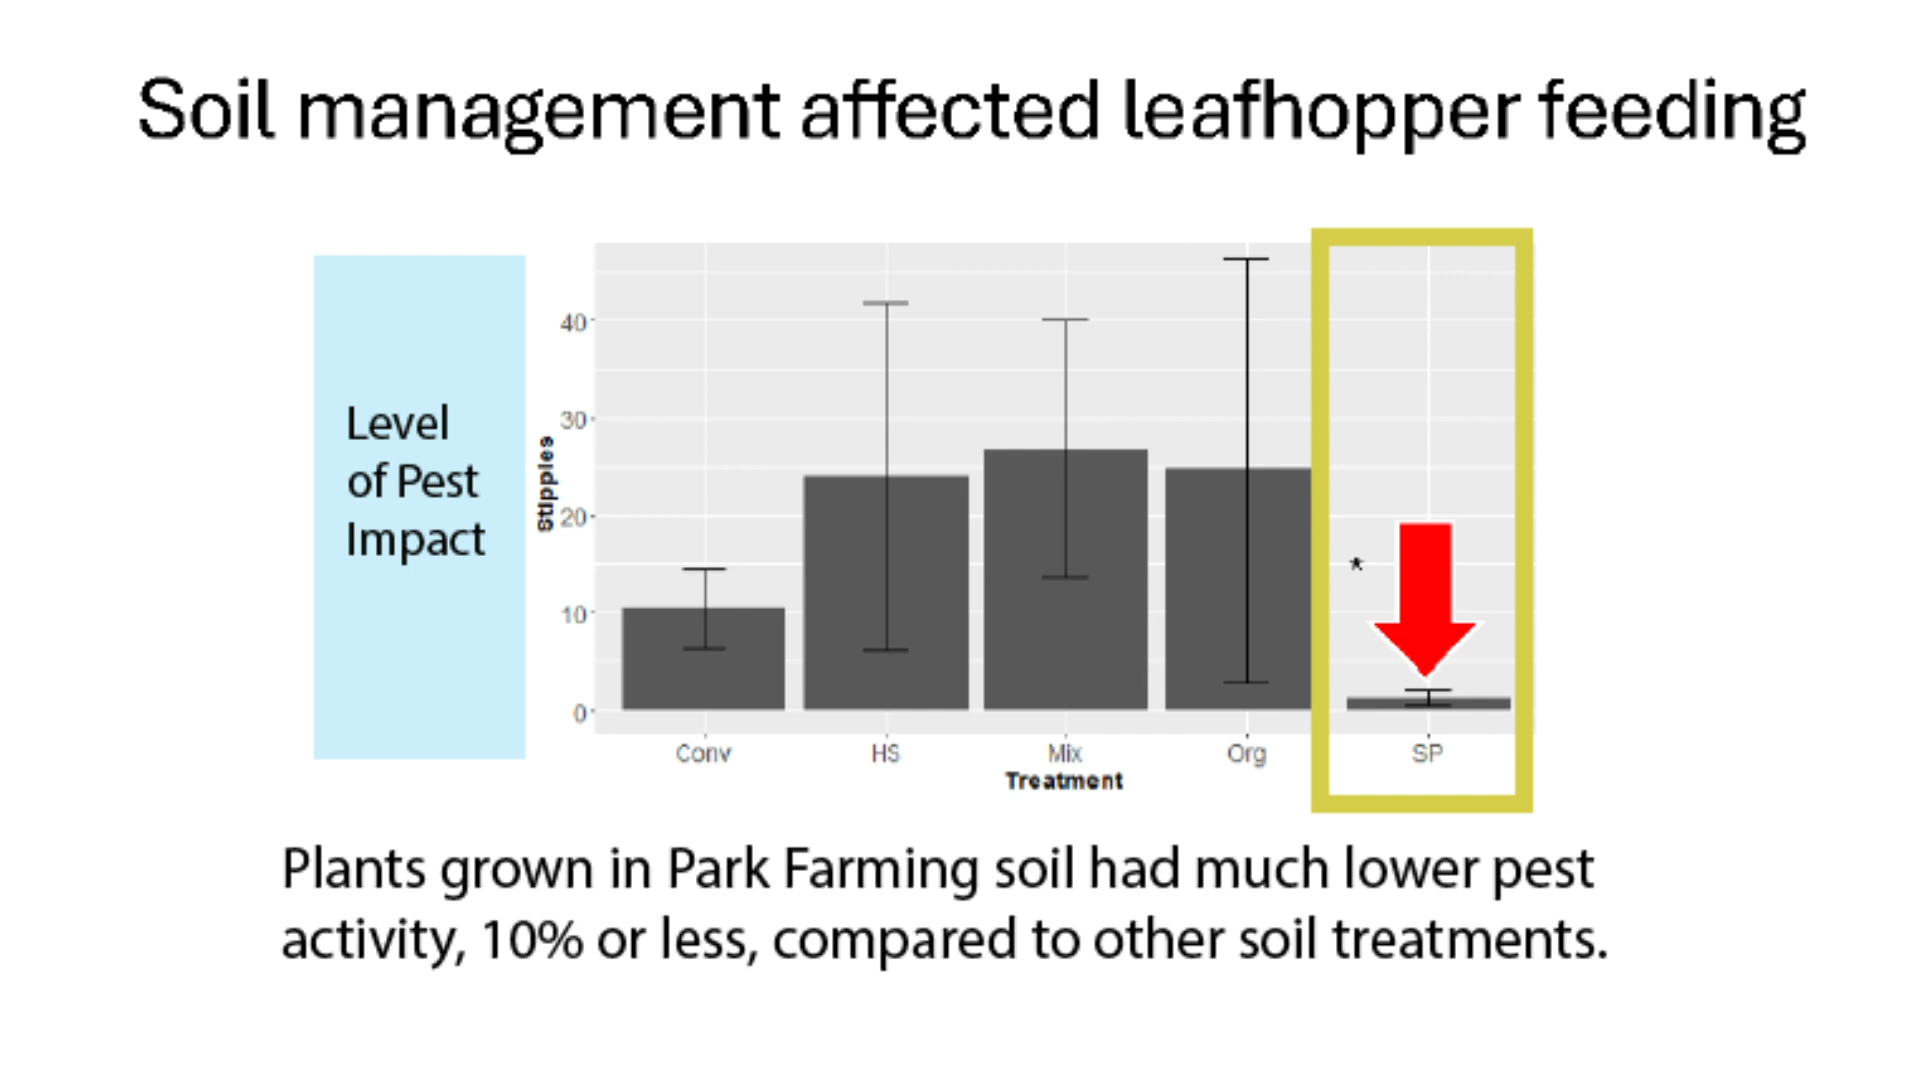 Soil management affected leafhopper feeding
Level
of Pest
Impact
Stipples
40
30
20
10
0
*
Conv HS Mix Org SP
Treatment
Plants grown in Park Farming soil had much lower pest
activity, 10% or less, compared to other soil treatments.